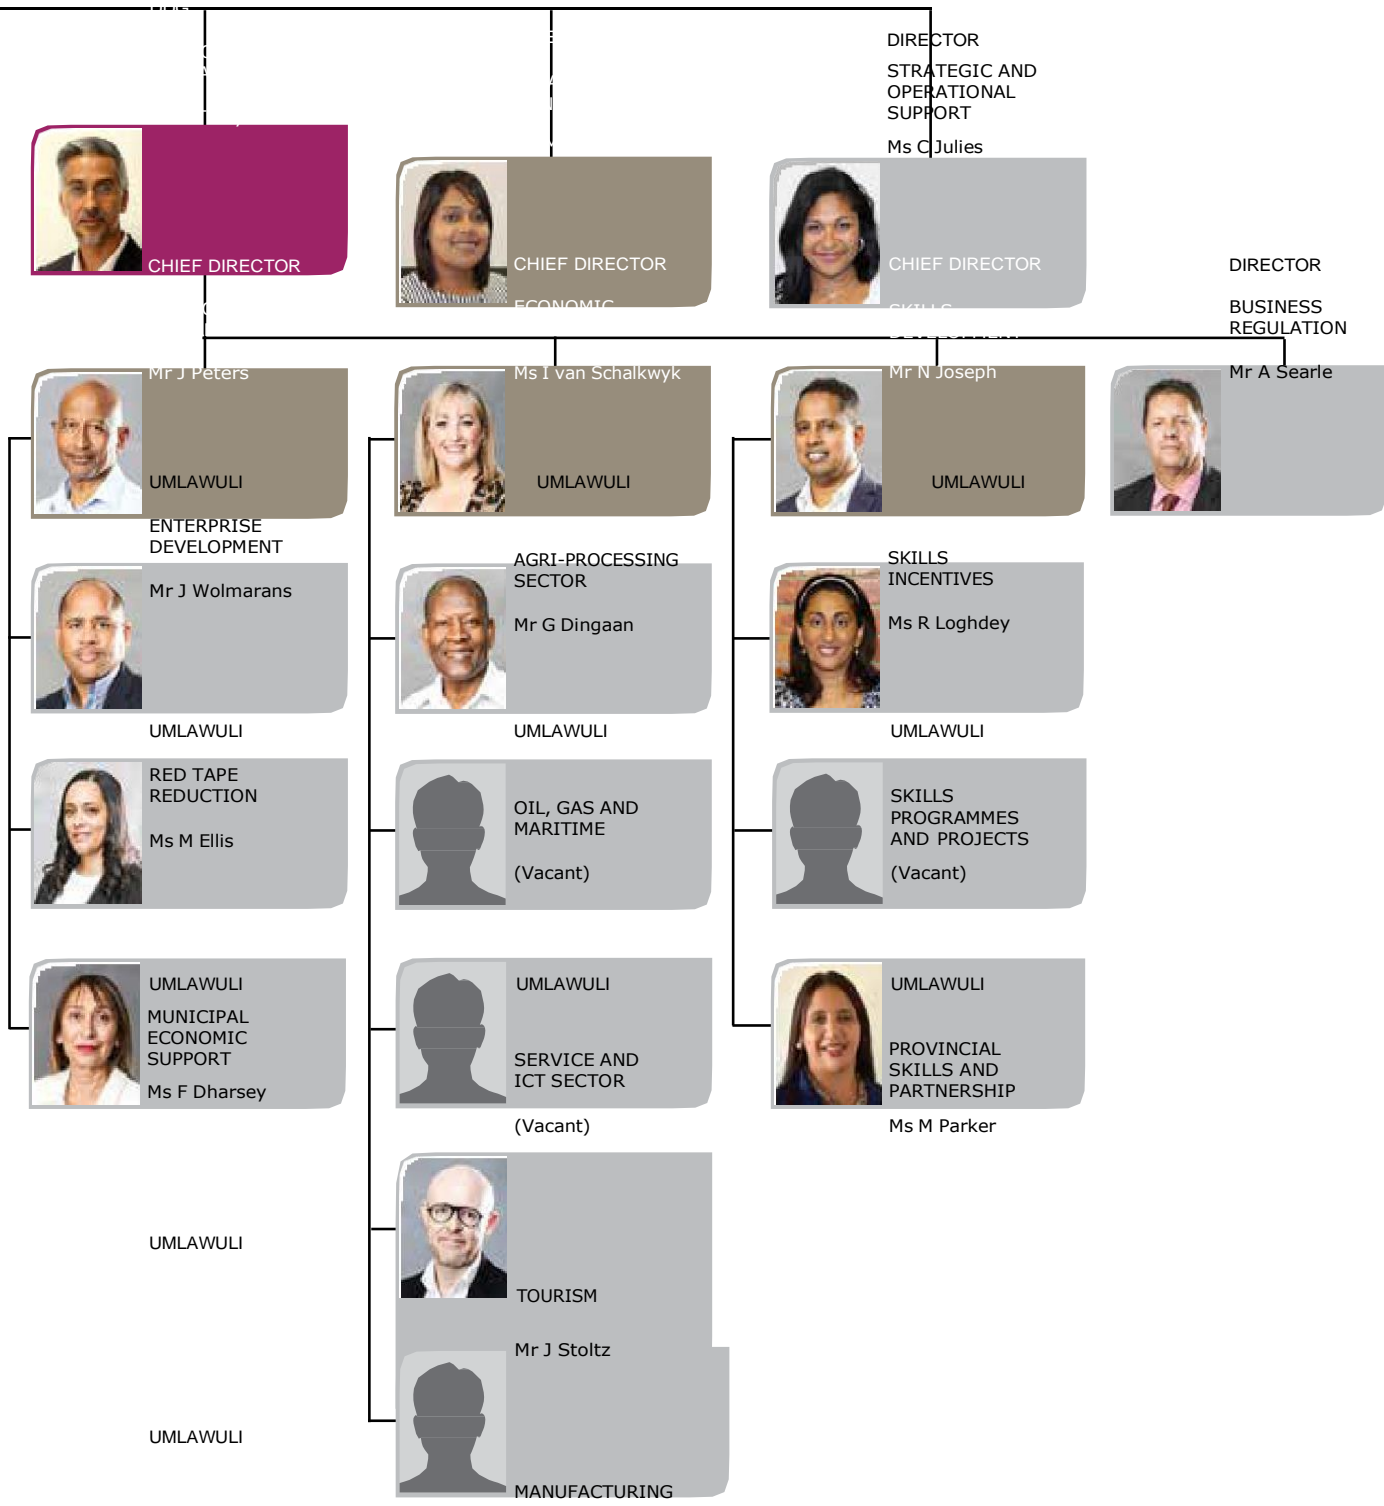 DDG
DIRECTOR
STRATEGIC AND
OPERATIONAL
SUPPORT
Ms C Julies
CHIEF DIRECTOR
Mr J Peters
CHIEF DIRECTOR
ECONOMIC
Ms I van Schalkwyk
CHIEF DIRECTOR
SKILLS
DEVELOPMENT
Mr N Joseph
DIRECTOR
BUSINESS
REGULATION
Mr A Searle
UMLAWULI
ENTERPRISE
DEVELOPMENT
Mr J Wolmarans
UMLAWULI
AGRI-PROCESSING
SECTOR
Mr G Dingaan
UMLAWULI
SKILLS
INCENTIVES
Ms R Loghdey
UMLAWULI
RED TAPE
REDUCTION
Ms M Ellis
UMLAWULI
OIL, GAS AND
MARITIME
(Vacant)
UMLAWULI
SKILLS
PROGRAMMES
AND PROJECTS
(Vacant)
UMLAWULI
MUNICIPAL
ECONOMIC
SUPPORT
Ms F Dharsey
UMLAWULI
SERVICE AND
ICT SECTOR
(Vacant)
UMLAWULI
PROVINCIAL
SKILLS AND
PARTNERSHIP
Ms M Parker
UMLAWULI
TOURISM
Mr J Stoltz
UMLAWULI
MANUFACTURING